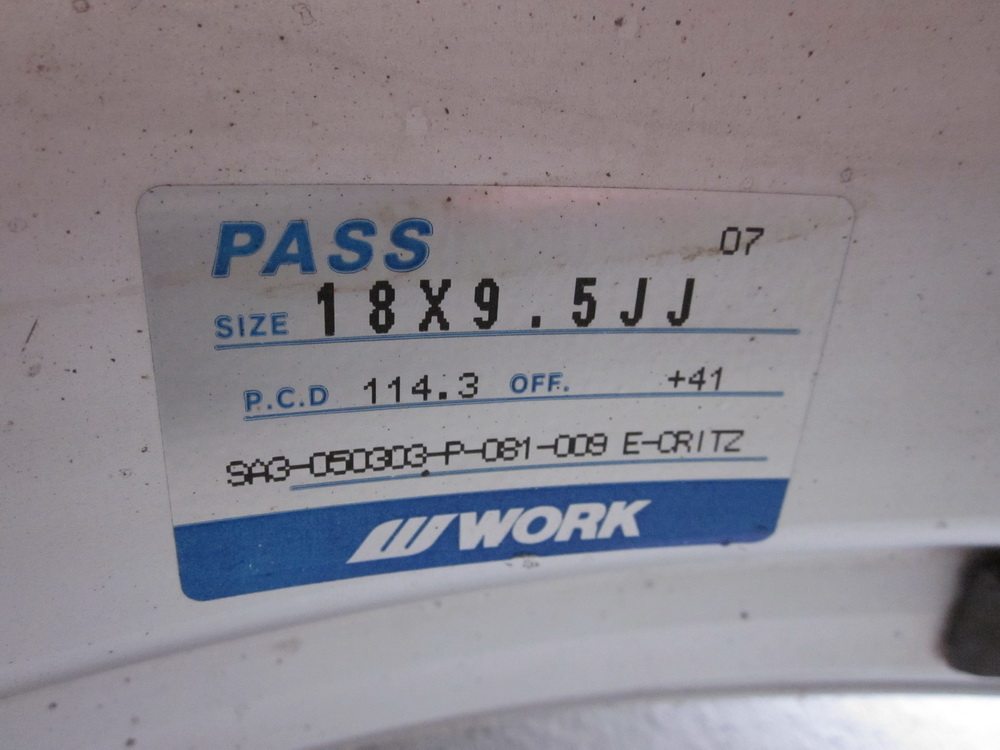 PASS 07
SIZE 18X9.5JJ
P.C.D 114.3 OFF. +41
SA3-050303-P-081-009 E-CRITZ
WORK